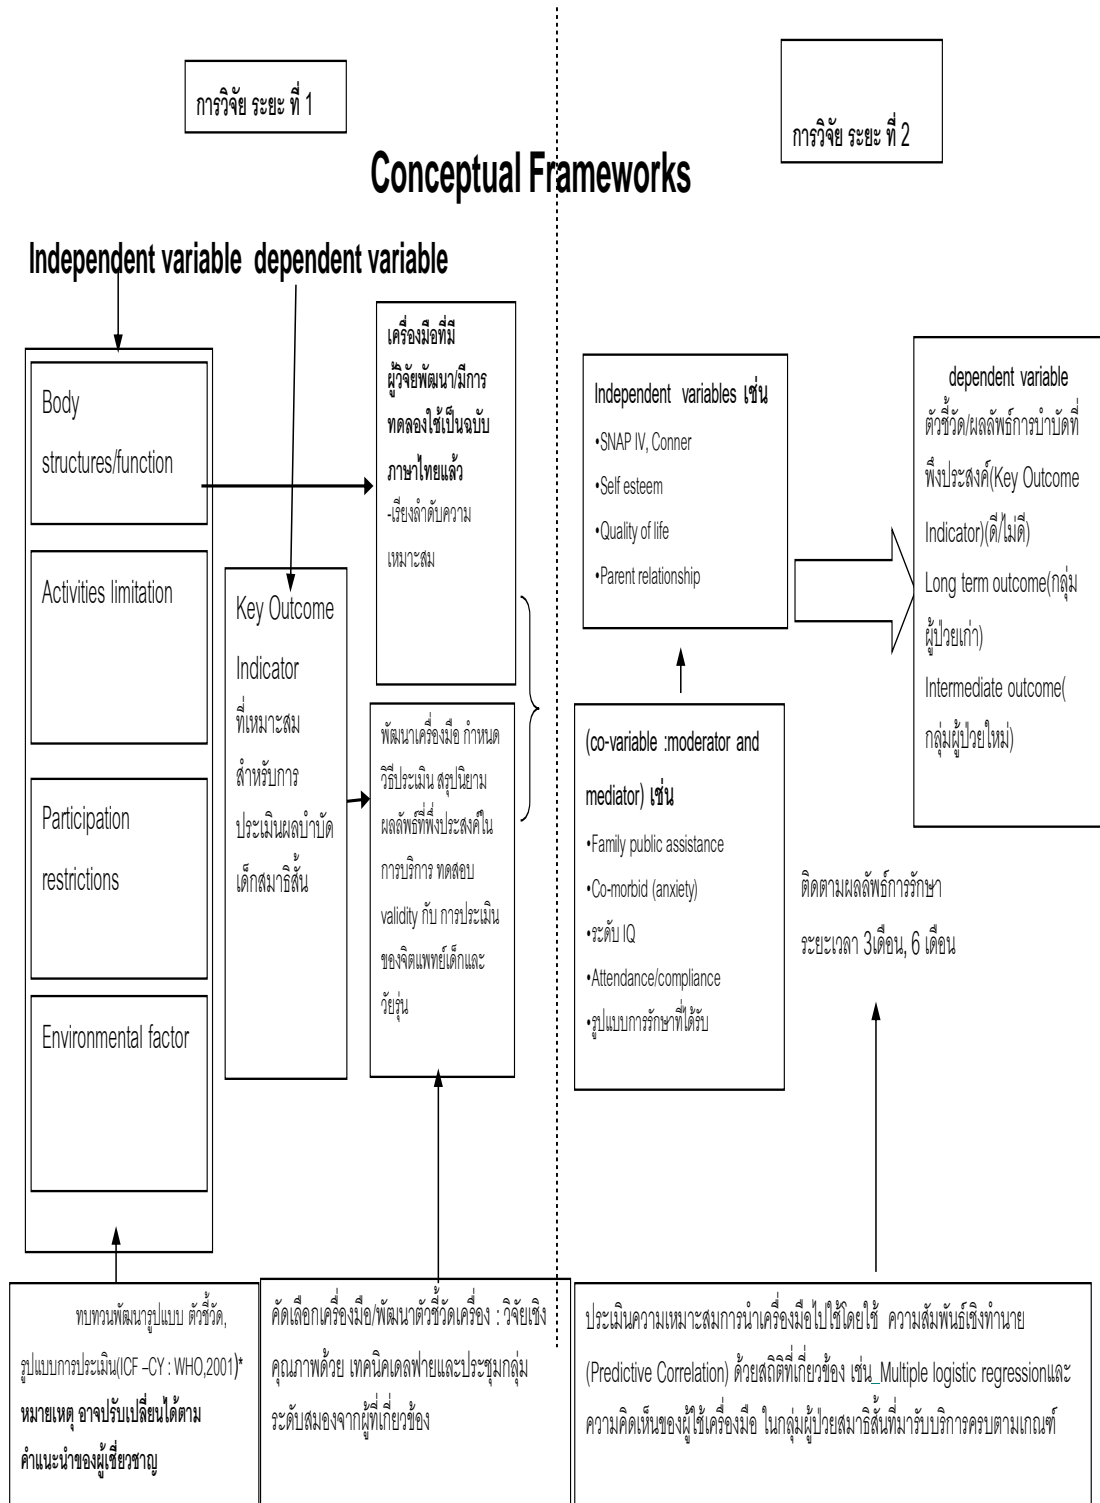 การวิจัย ระยะ ที่ 1
การวิจัย ระยะ ที่ 2
Conceptual Frameworks
Independent variable  dependent variable
Body
structures/function
Activities limitation
Participation
restrictions
Environmental factor
Key Outcome
Indicator
ที่เหมาะสม
สำหรับการ
ประเมินผลบำบัด
เด็กสมาธิสั้น
เครื่องมือที่มี
ผู้วิจัยพัฒนา/มีการ
ทดลองใช้เป็นฉบับ
ภาษาไทยแล้ว
-เรียงลำดับความ
เหมาะสม
พัฒนาเครื่องมือ กำหนด
วิธีประเมิน สรุปนิยาม
ผลลัพธ์ที่พึงประสงค์ใน
การบริการ ทดสอบ
validity กับ การประเมิน
ของจิตแพทย์เด็กและ
วัยรุ่น
Independent variables เช่น
•SNAP IV, Conner
•Self esteem
•Quality of life
•Parent relationship
(co-variable :moderator and
mediator) เช่น
•Family public assistance
•Co-morbid (anxiety)
•ระดับ IQ
•Attendance/compliance
•รูปแบบการรักษาที่ได้รับ
dependent variable
ตัวชี้วัด/ผลลัพธ์การบำบัดที่
พึงประสงค์(Key Outcome
Indicator)(ดี/ไม่ดี)
Long term outcome(กลุ่ม
ผู้ป่วยเก่า)
Intermediate outcome(
กลุ่มผู้ป่วยใหม่)
ติดตามผลลัพธ์การรักษา
ระยะเวลา 3เดือน, 6 เดือน
ทบทวนพัฒนารูปแบบ ตัวชี้วัด,
รูปแบบการประเมิน(ICF –CY : WHO,2001)*
หมายเหตุ อาจปรับเปลี่ยนได้ตาม
คำแนะนำของผู้เชี่ยวชาญ
คัดเลือกเครื่องมือ/พัฒนาตัวชี้วัดเครื่อง : วิจัยเชิง
คุณภาพด้วย เทคนิคเดลฟายและประชุมกลุ่ม
ระดับสมองจากผู้ที่เกี่ยวข้อง
ประเมินความเหมาะสมการนำเครื่องมือไปใช้โดยใช้  ความสัมพันธ์เชิงทำนาย
(Predictive Correlation) ด้วยสถิติที่เกี่ยวข้อง เช่น_Multiple logistic regressionและ
ความคิดเห็นของผู้ใช้เครื่องมือ ในกลุ่มผู้ป่วยสมาธิสั้นที่มารับบริการครบตามเกณฑ์